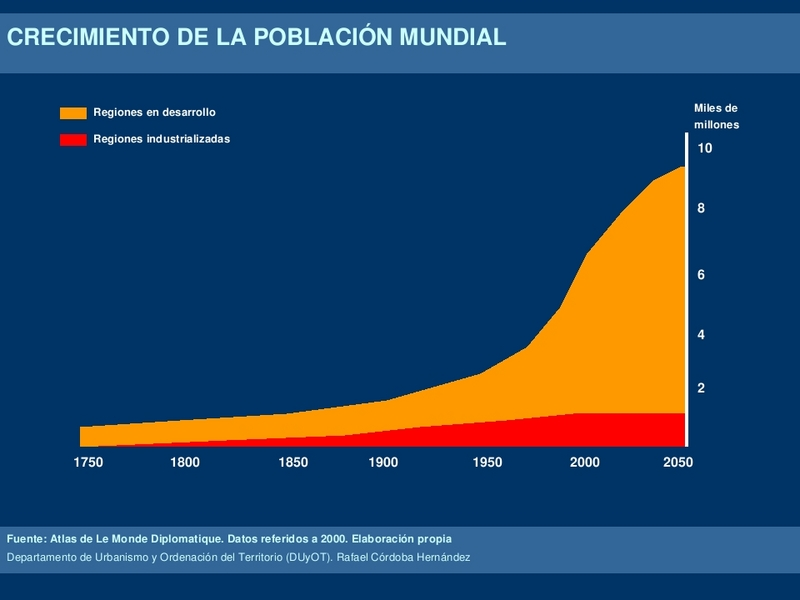 CRECIMIENTO DE LA POBLACIÓN MUNDIAL
Regiones en desarrollo
Regiones industrializadas
Miles de
millones
10
8
6
4
2
1750 1800 1850 1900 1950 2000 2050
Fuente: Atlas de Le Monde Diplomatique. Datos referidos a 2000. Elaboración propia
Departamento de Urbanismo y Ordenación del Territorio (DUyOT). Rafael Córdoba Hernández